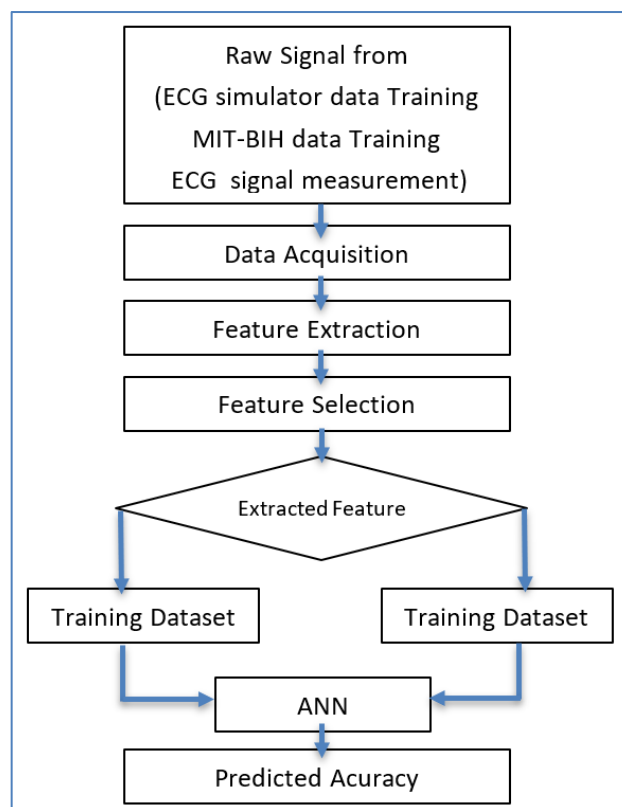 Raw Signal from
(ECG simulator data Training
MIT-BIH data Training
ECG signal measurement)
Data Acquisition
Feature Extraction
Feature Selection
Extracted Feature
Training Dataset
Training Dataset
ANN
Predicted Acuracy